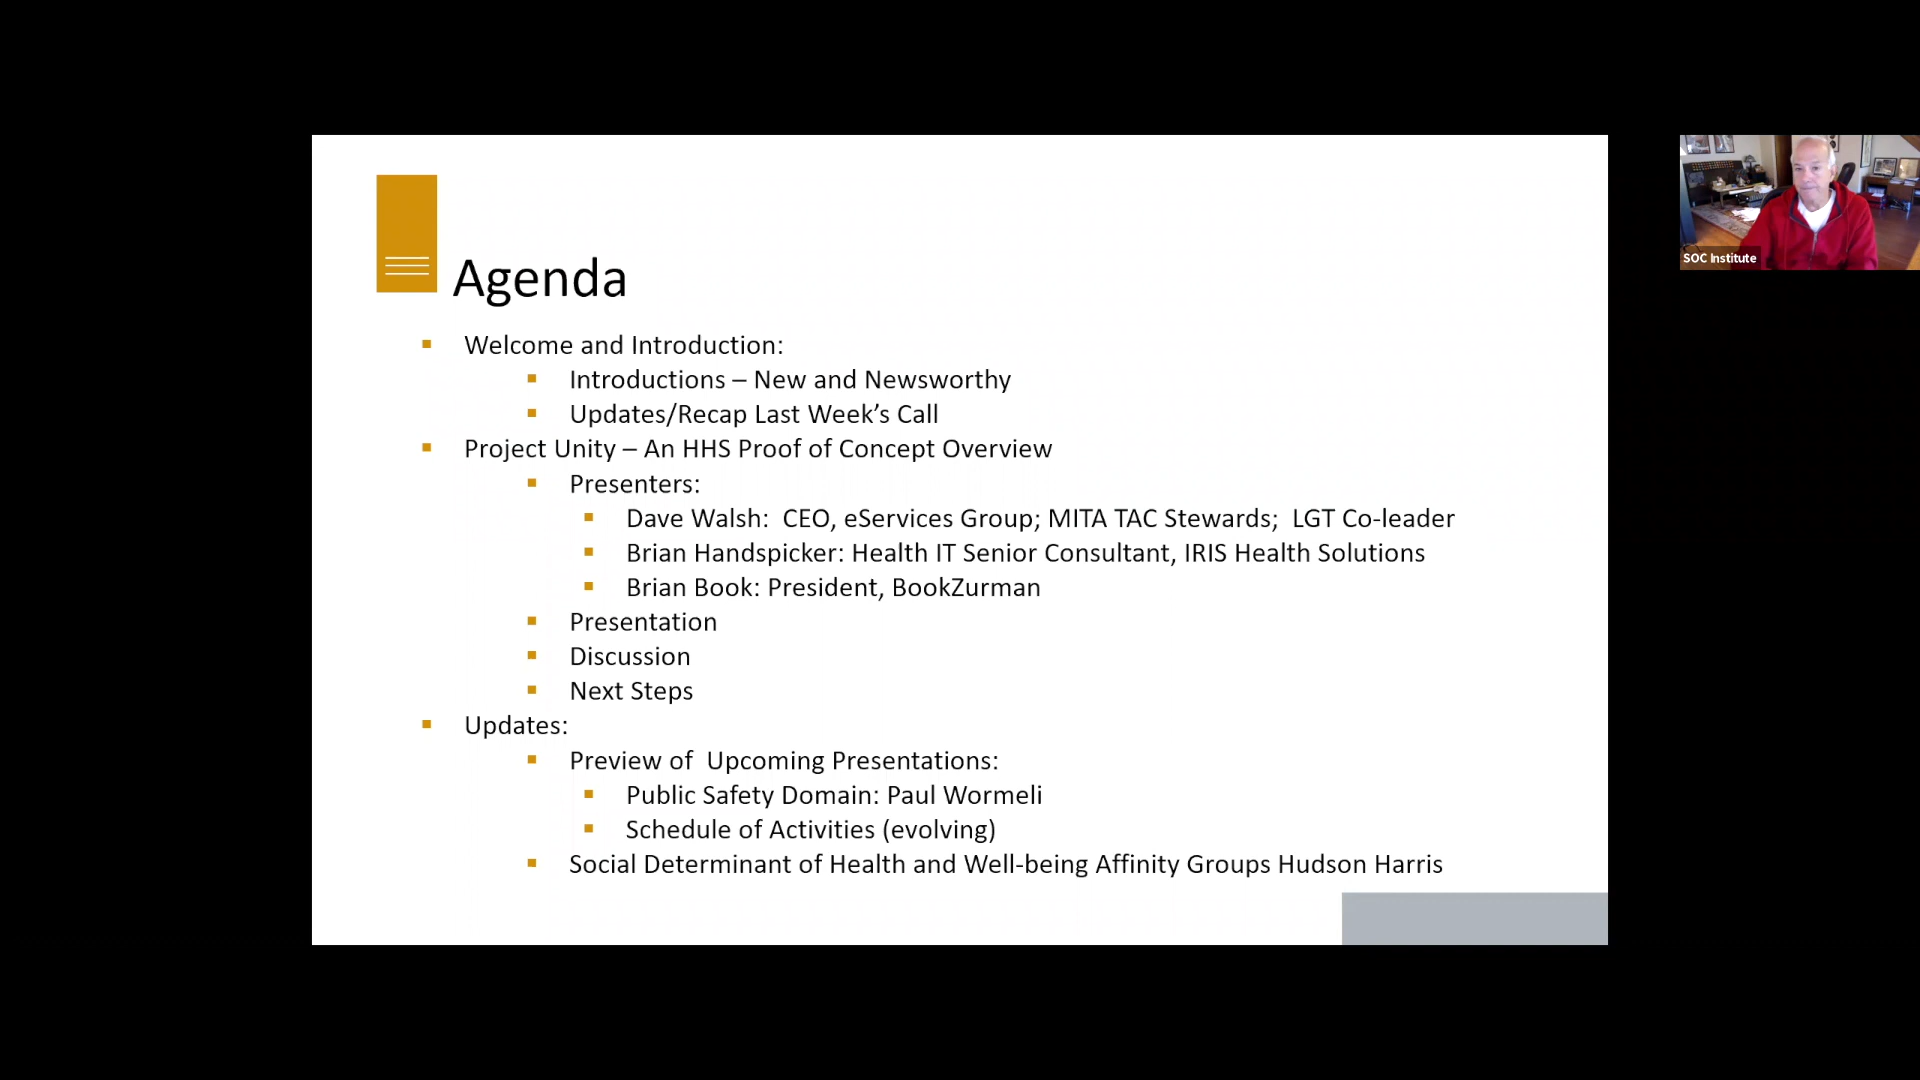 Agenda
Welcome and Introduction:
Introductions – New and Newsworthy
Updates/Recap Last Week's Call
Project Unity – An HHS Proof of Concept Overview
Presenters:
Dave Walsh:  CEO, eServices Group; MITA TAC Stewards;  LGT Co-leader
Brian Handspicker: Health IT Senior Consultant, IRIS Health Solutions
Brian Book: President, BookZurman
Presentation
Discussion
Next Steps
Updates:
Preview of  Upcoming Presentations:
Public Safety Domain: Paul Wormeli
Schedule of Activities (evolving)
Social Determinant of Health and Well-being Affinity Groups Hudson Harris
SOC Institute